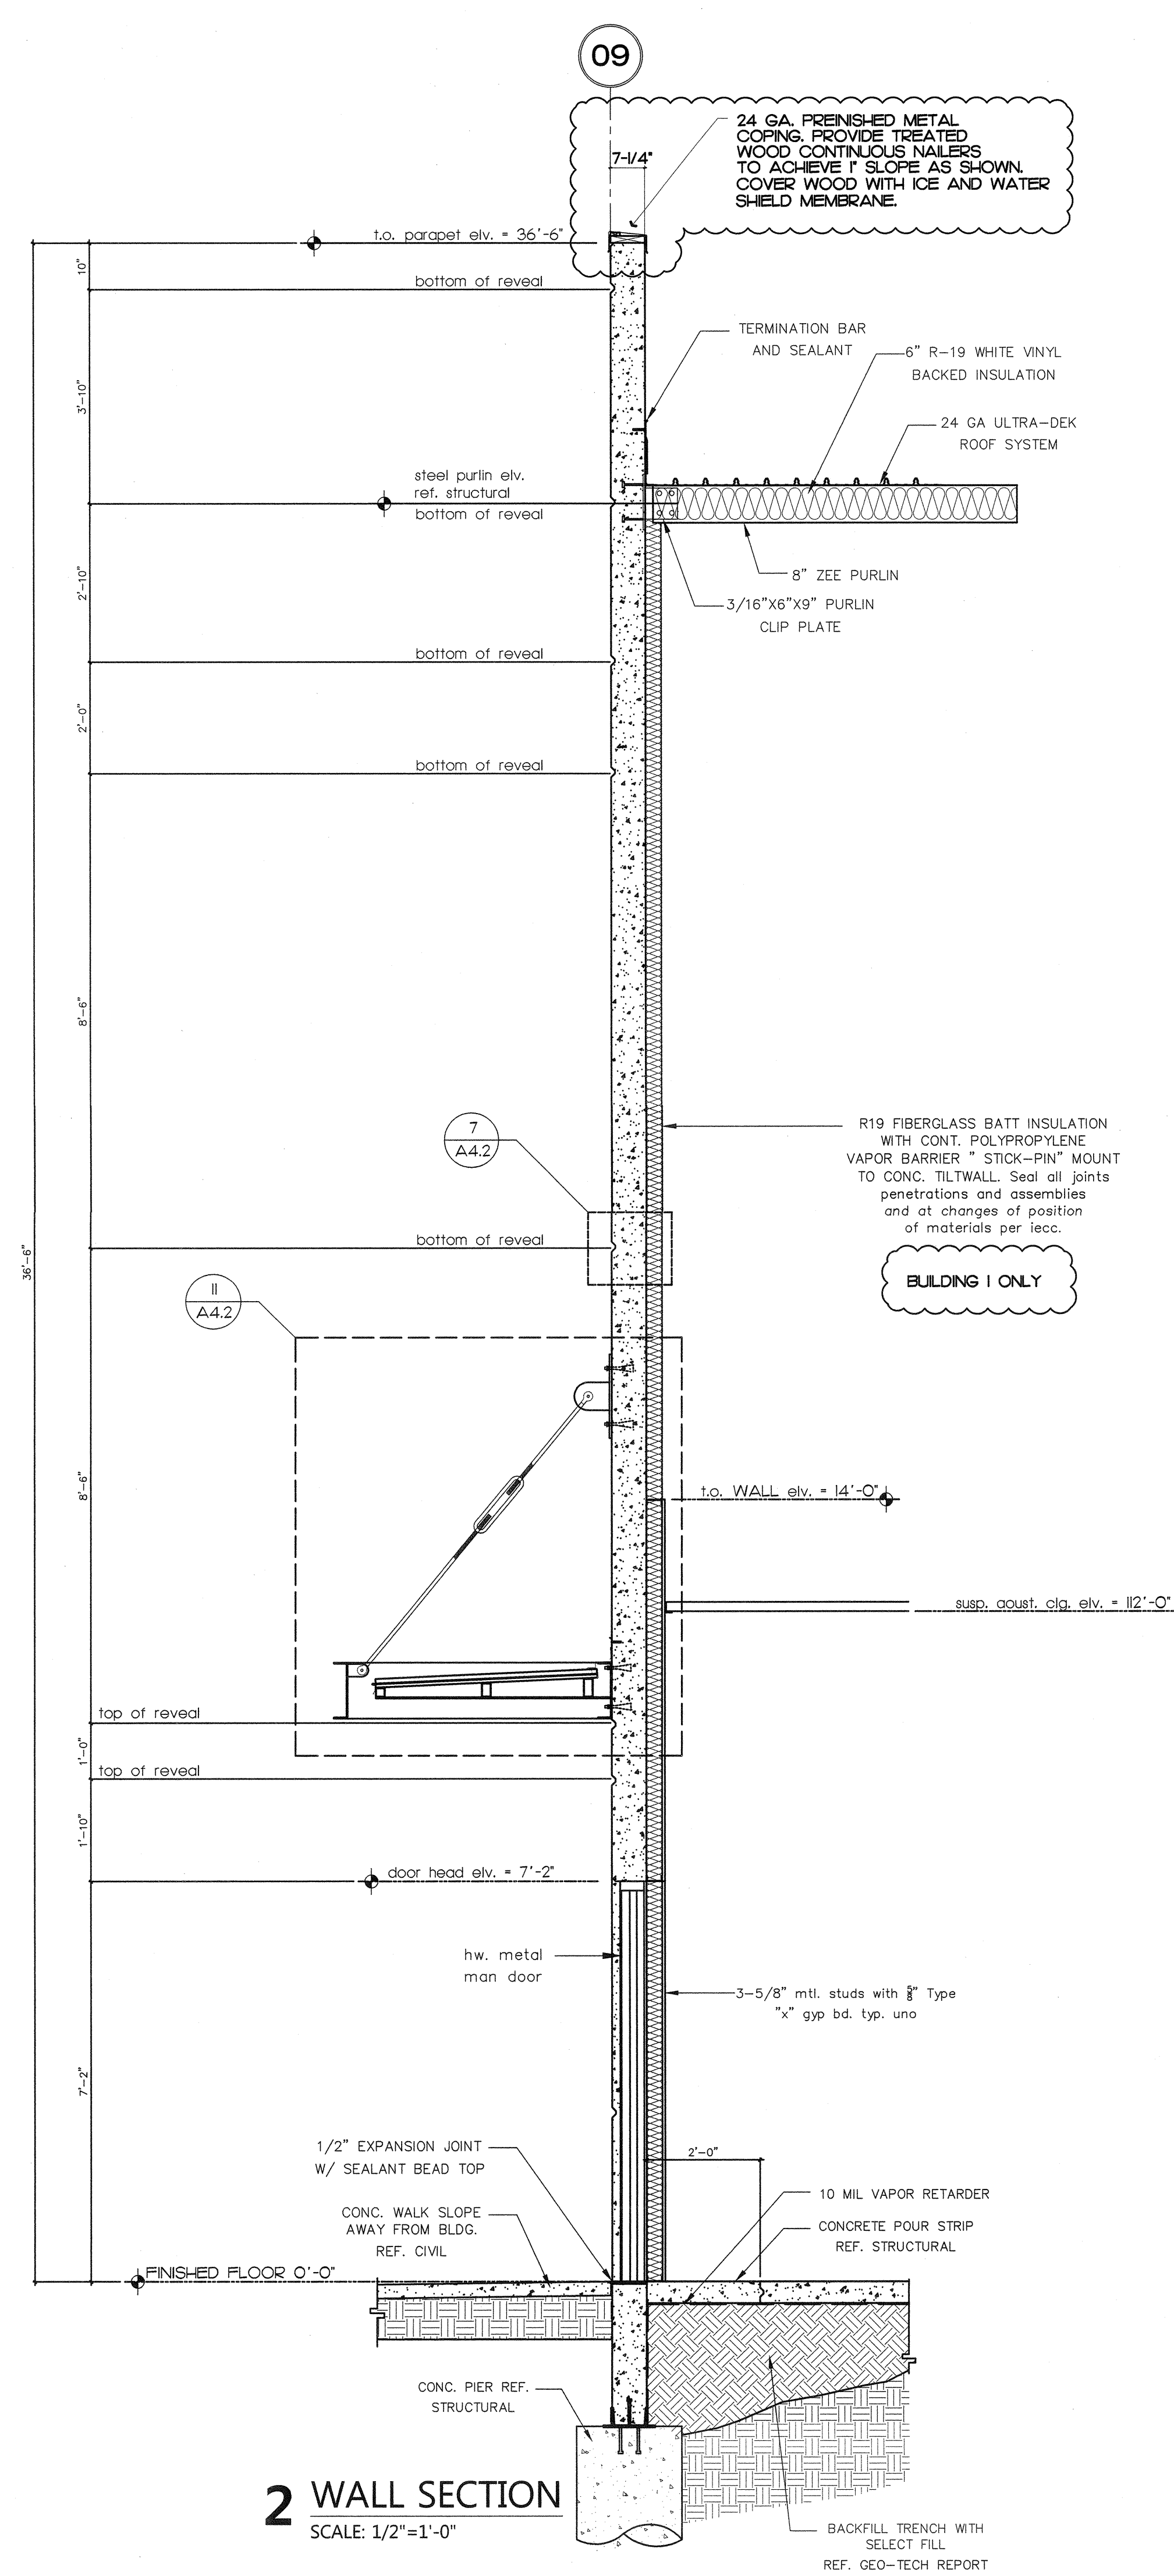 09
24 GA. PREINISHED METAL
COPING. PROVIDE TREATED
WOOD CONTINUOUS NAILERS
TO ACHIEVE 1" SLOPE AS SHOWN.
COVER WOOD WITH ICE AND WATER
SHIELD MEMBRANE.
7-1/4"
t.o. parapet elv. = 36'-6"
10"
bottom of reveal
TERMINATION BAR
AND SEALANT
6" R-19 WHITE VINYL
BACKED INSULATION
3'-10"
24 GA ULTRA-DEK
ROOF SYSTEM
steel purlin elv.
ref. structural
bottom of reveal
8" ZEE PURLIN
2'-10"
3/16"X6"X9" PURLIN
CLIP PLATE
bottom of reveal
2'-0"
bottom of reveal
8'-6"
7
A4.2
R19 FIBERGLASS BATT INSULATION
WITH CONT. POLYPROPYLENE
VAPOR BARRIER " STICK-PIN" MOUNT
TO CONC. TILTWALL. Seal all joints
penetrations and assemblies
and at changes of position
of materials per iecc.
bottom of reveal
36'-6"
BUILDING 1 ONLY
11
A4.2
8'-6"
t.o. WALL elv. = 14'-0"
susp. aoust. clg. elv. = 112'-0"
top of reveal
1'-0"
top of reveal
1'-10"
door head elv. = 7'-2"
hw. metal
man door
3-5/8" mtl. studs with 5/8" Type
"x" gyp bd. typ. uno
7'-2"
1/2" EXPANSION JOINT
W/ SEALANT BEAD TOP
2'-0"
10 MIL VAPOR RETARDER
CONC. WALK SLOPE
AWAY FROM BLDG.
REF. CIVIL
CONCRETE POUR STRIP
REF. STRUCTURAL
FINISHED FLOOR 0'-0"
CONC. PIER REF.
STRUCTURAL
2 WALL SECTION
SCALE: 1/2"=1'-0"
BACKFILL TRENCH WITH
SELECT FILL
REF. GEO-TECH REPORT